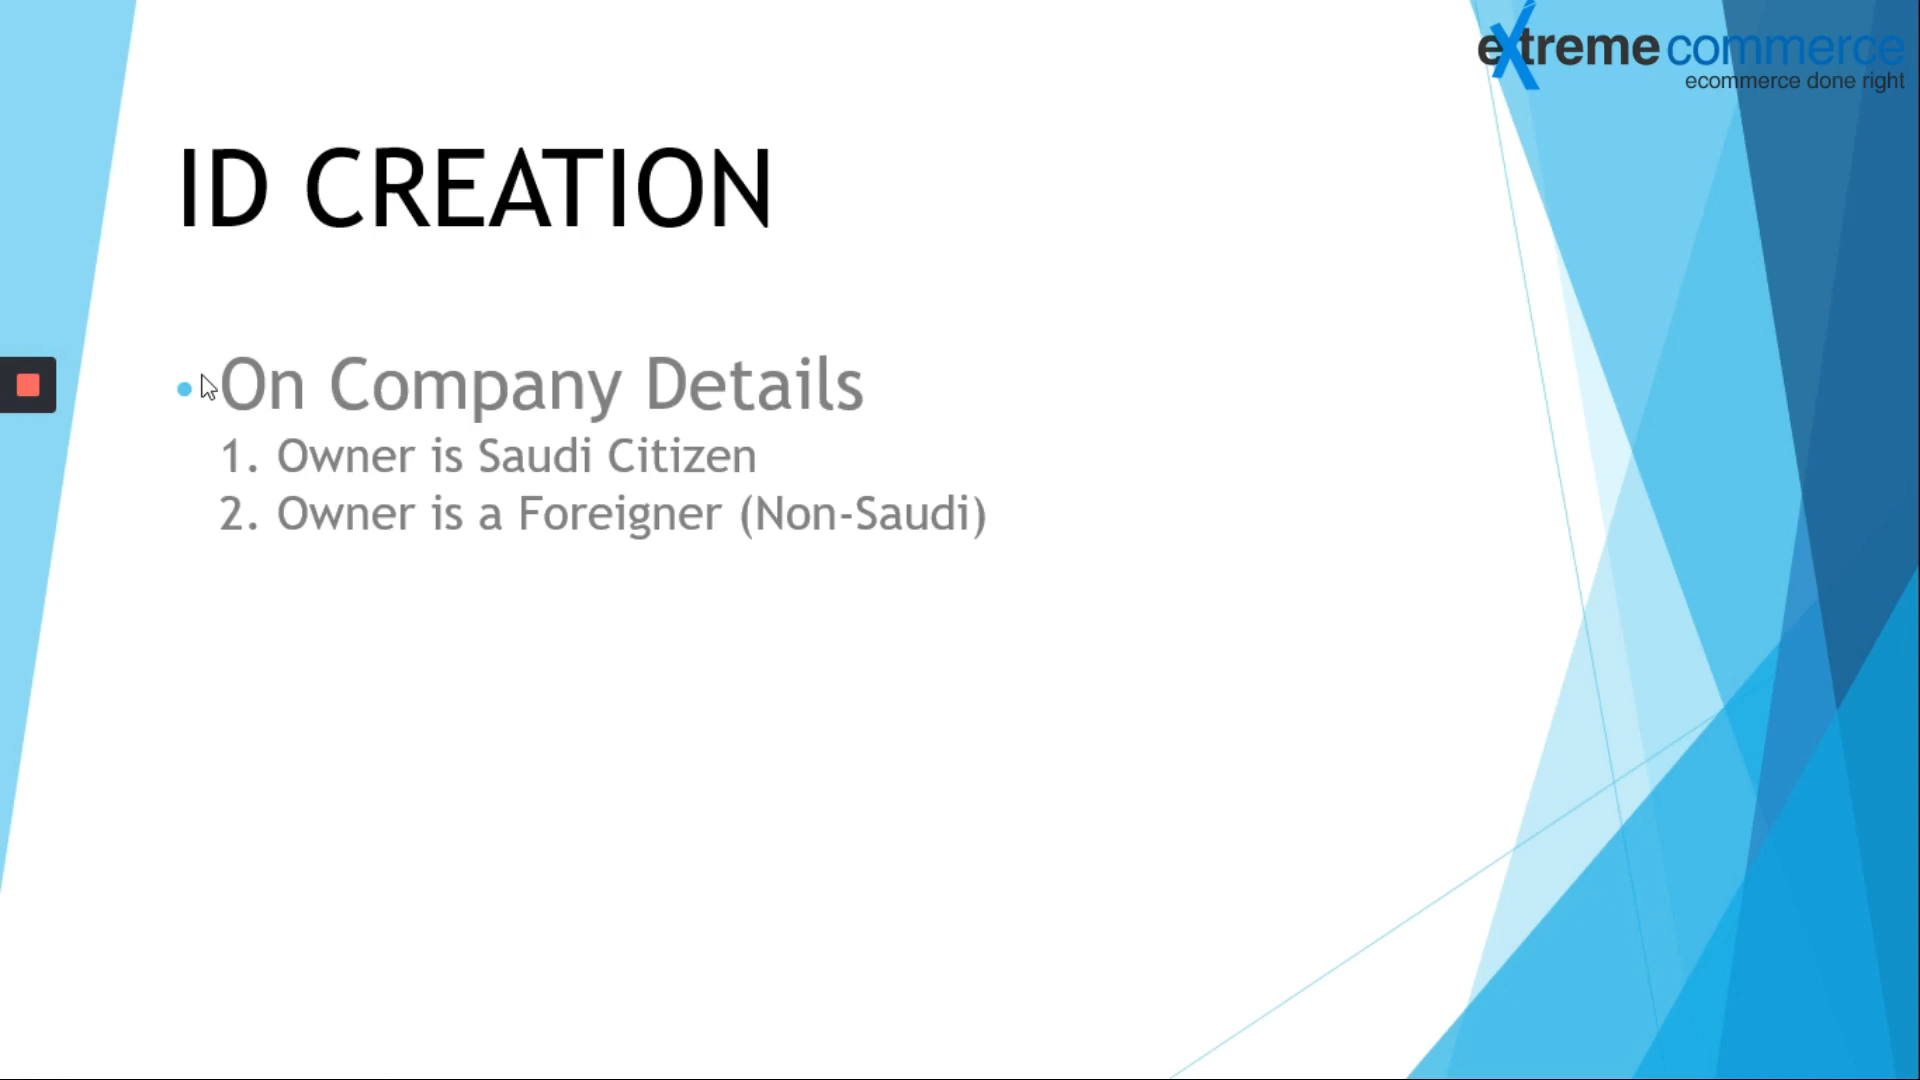 extreme commerce
ecommerce done right
ID CREATION
• On Company Details
1. Owner is Saudi Citizen
2. Owner is a Foreigner (Non-Saudi)